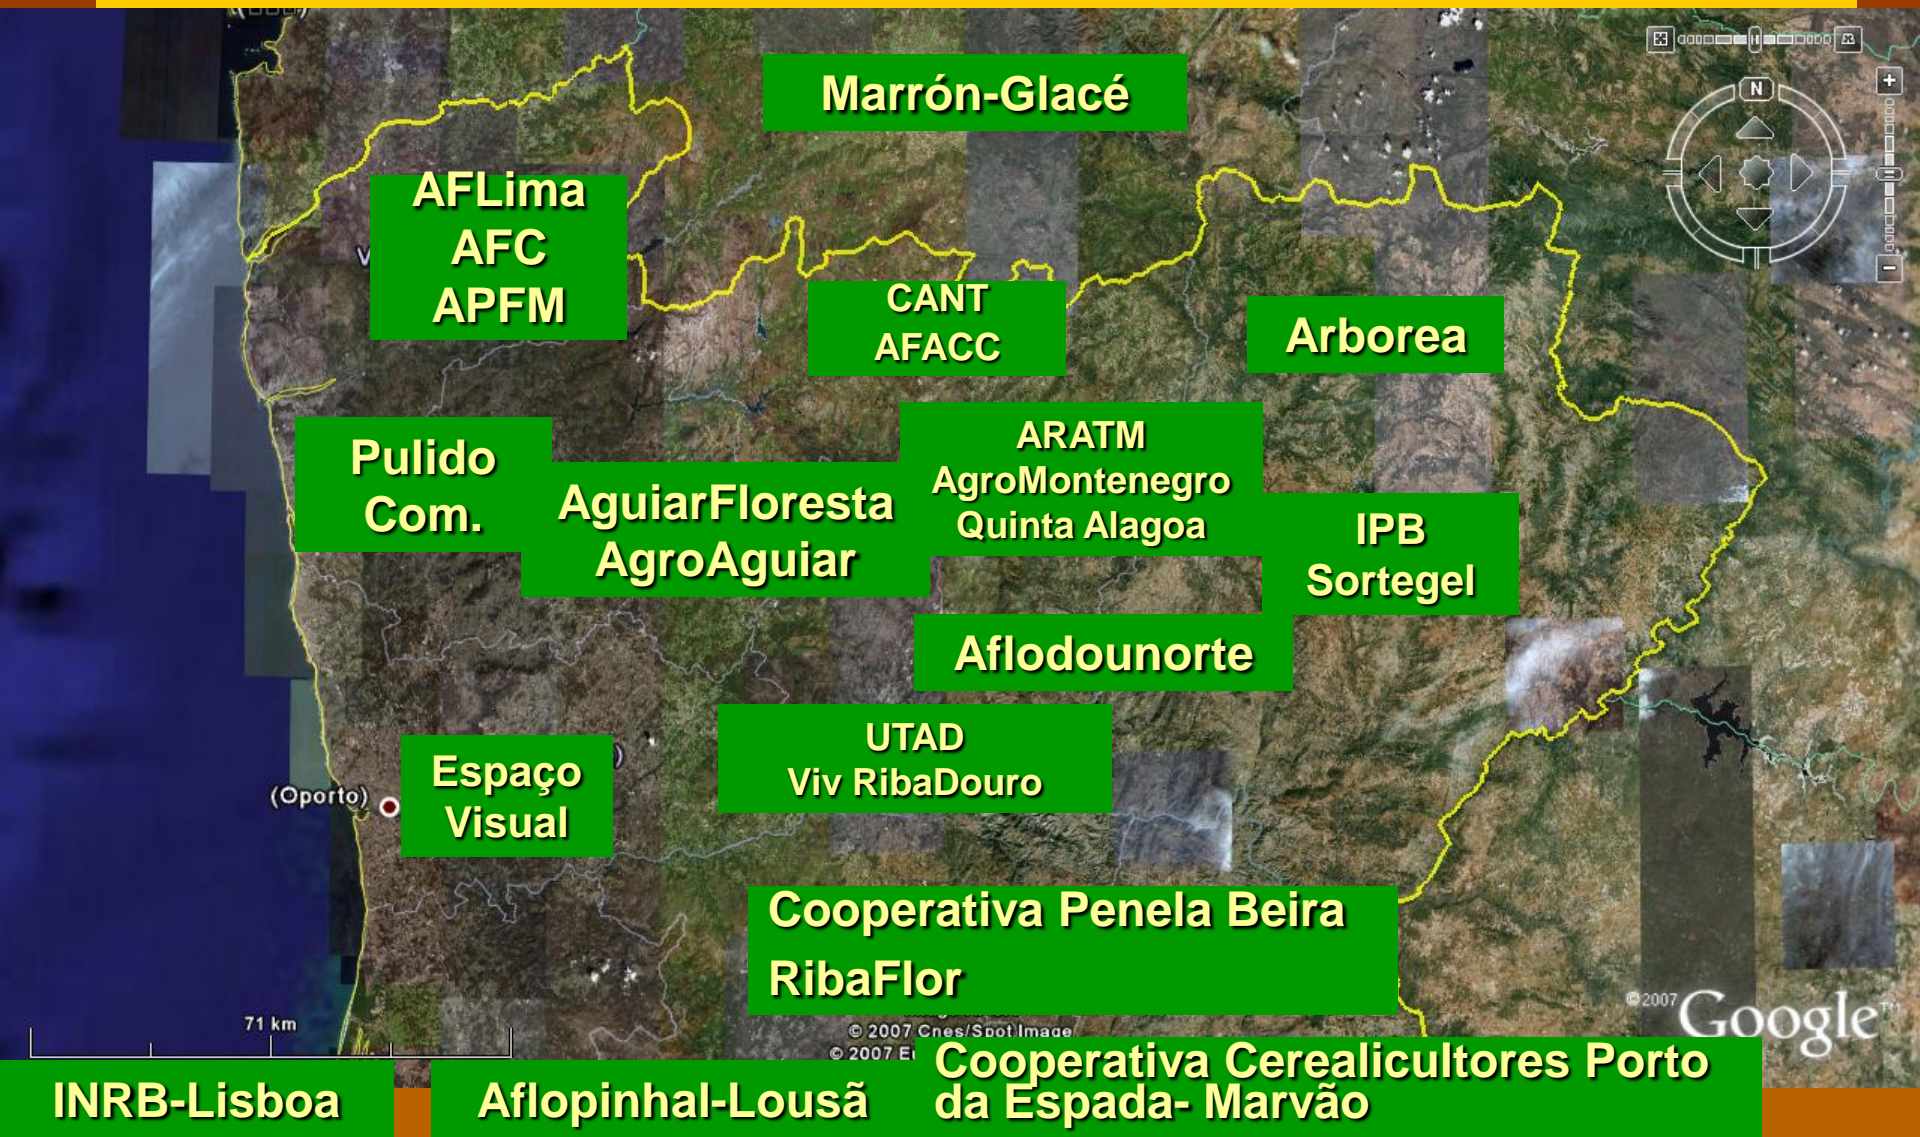 Marrón-Glacé
N
AFLima
AFC
APFM
V
CANT
AFACC
Arborea
Pulido
Com.
AguiarFloresta
AgroAguiar
ARATM
AgroMontenegro
Quinta Alagoa
IPB
Sortegel
Aflodounorte
UTAD
Viv RibaDouro
Espaço
Visual
(Oporto)
Cooperativa Penela Beira
RibaFlor
71 km
© 2007 Cnes/Spot Image
© 2007
©2007 Google™
INRB-Lisboa
Aflopinhal-Lousã
Cooperativa Cerealicultores Porto
da Espada- Marvão